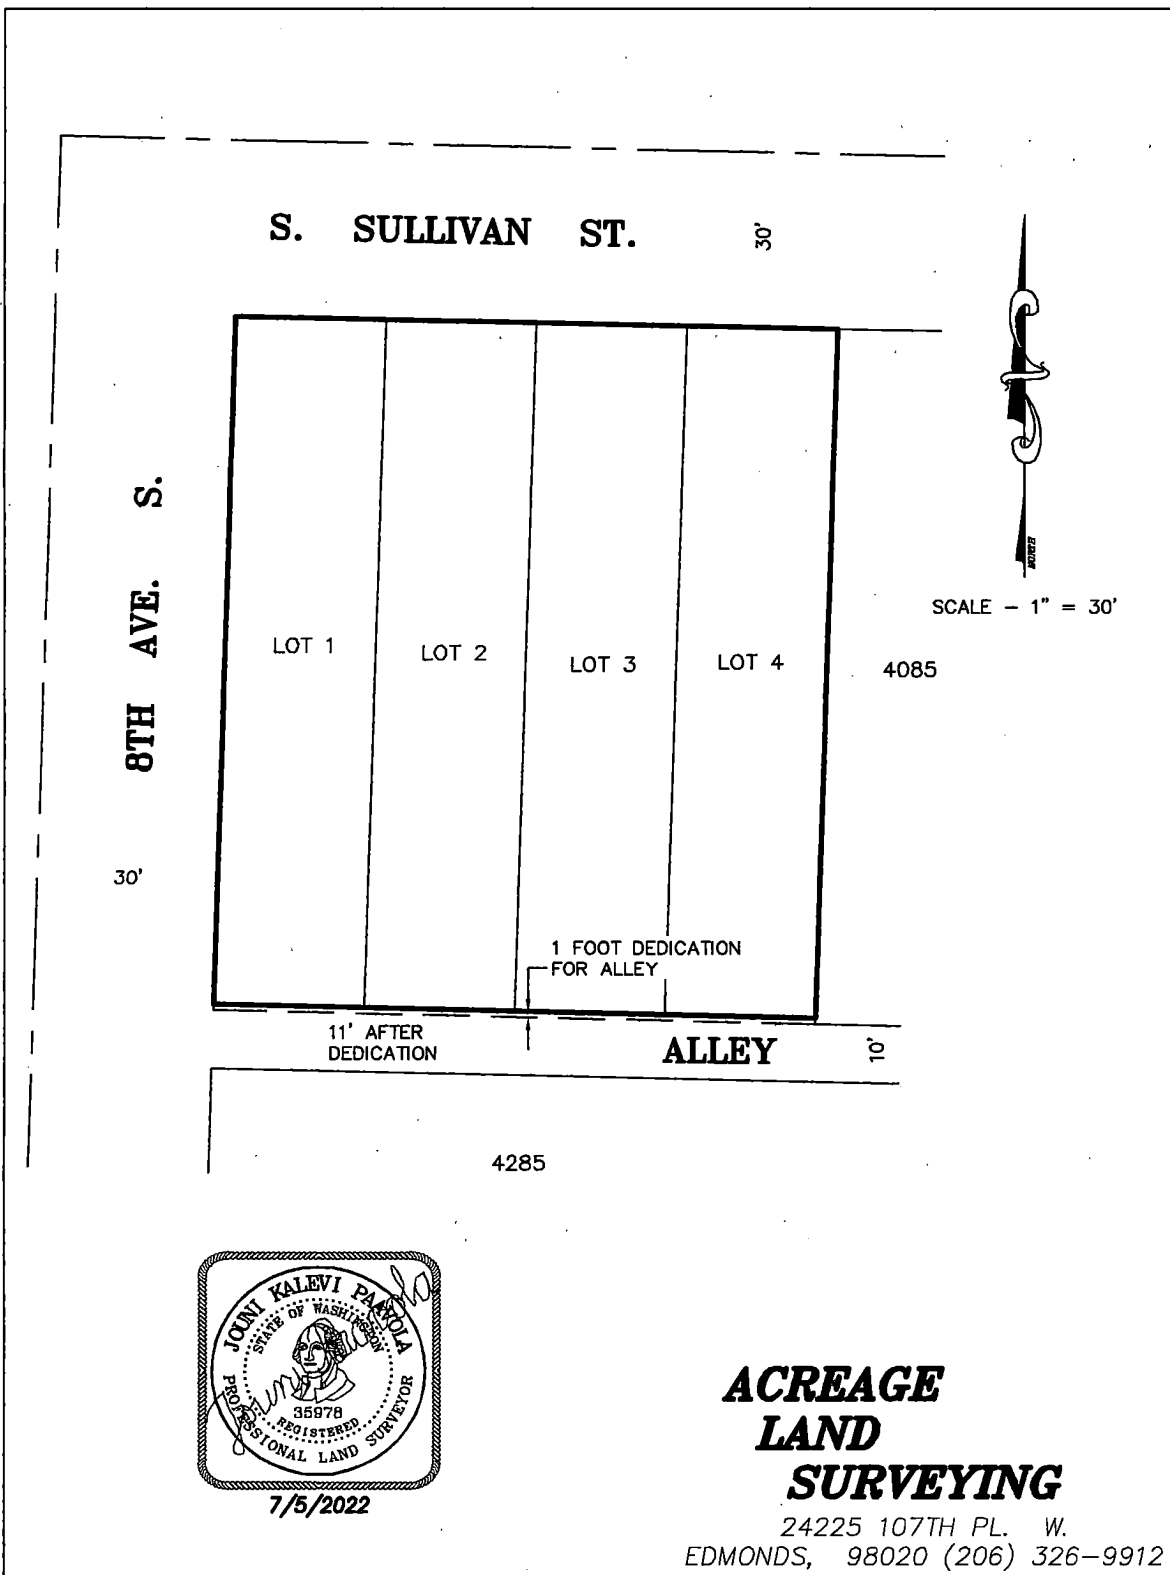 S. SULLIVAN ST.
30'
8TH AVE. S.
30'
LOT 1
LOT 2
LOT 3
LOT 4
SCALE - 1" = 30'
4085
1 FOOT DEDICATION
FOR ALLEY
11' AFTER
DEDICATION
ALLEY
10'
4285
JOUNI KALEVI PAAVOLA
STATE OF WASHINGTON
35978
REGISTERED
PROFESSIONAL LAND SURVEYOR
7/5/2022
ACREAGE
LAND
SURVEYING
24225 107TH PL. W.
EDMONDS, 98020 (206) 326-9912